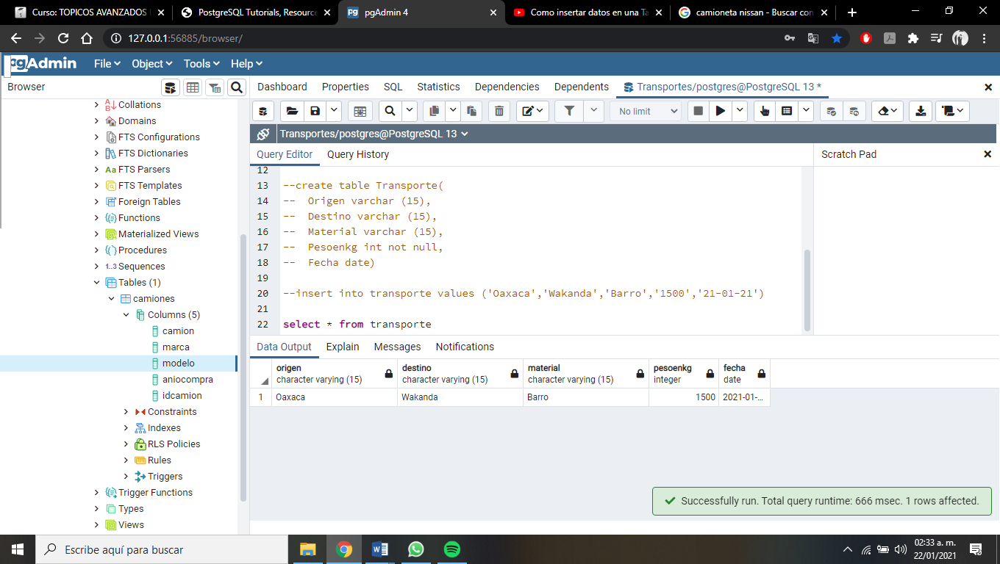 Curso: TOPICOS AVANZADOS
PostgreSQL Tutorials, Resource
pgAdmin 4
Como insertar datos en una Ta
camioneta nissan - Buscar con
127.0.0.1:56885/browser/
pgAdmin
File
Object
Tools
Help
Browser
Dashboard
Properties
SQL
Statistics
Dependencies
Dependents
Transportes/postgres@PostgreSQL 13 *
No limit
Transportes/postgres@PostgreSQL 13
Query Editor
Query History
Scratch Pad
Collations
Domains
FTS Configurations
FTS Dictionaries
Aa FTS Parsers
FTS Templates
Foreign Tables
Functions
Materialized Views
Procedures
1..3 Sequences
Tables (1)
camiones
Columns (5)
camion
marca
modelo
aniocompra
idcamion
Constraints
Indexes
RLS Policies
Rules
Triggers
Trigger Functions
Types
Views
12
13 --create table Transporte(
14 -- Origen varchar (15),
15 -- Destino varchar (15),
16 -- Material varchar (15),
17 -- Pesoenkg int not null,
18 -- Fecha date)
19
20 --insert into transporte values ('Oaxaca','Wakanda','Barro','1500','21-01-21')
21
22 select * from transporte
Data Output
Explain
Messages
Notifications
origen
character varying (15)
destino
character varying (15)
material
character varying (15)
pesoenkg
integer
fecha
date
1 Oaxaca Wakanda Barro 1500 2021-01-...
Successfully run. Total query runtime: 666 msec. 1 rows affected.
Escribe aquí para buscar
02:33 a. m.
22/01/2021